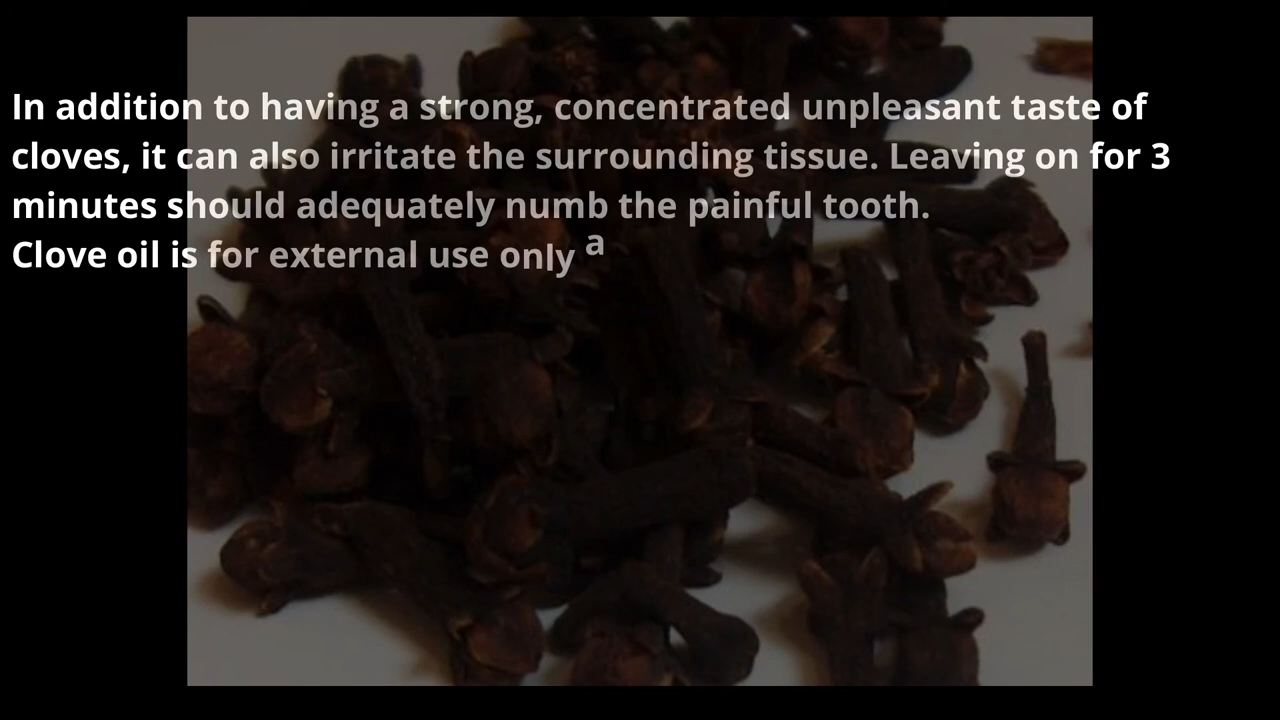 In addition to having a strong, concentrated unpleasant taste of
cloves, it can also irritate the surrounding tissue. Leaving on for 3
minutes should adequately numb the painful tooth.
Clove oil is for external use only a